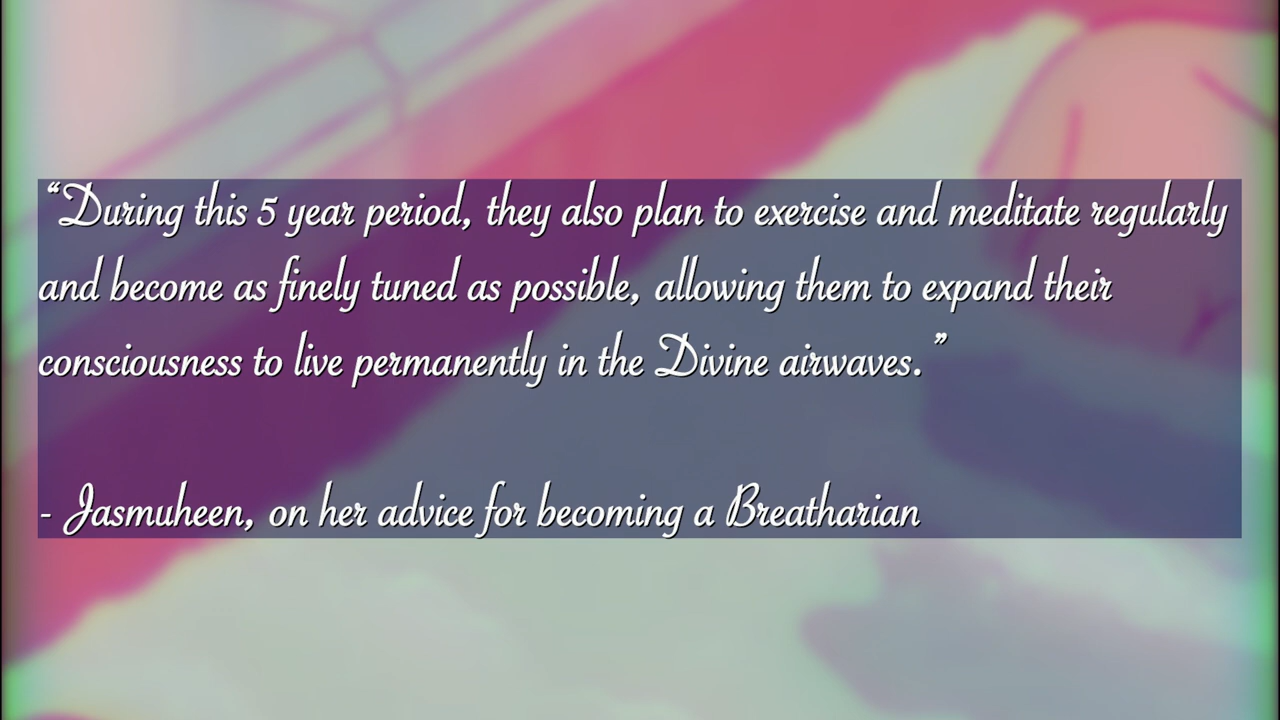 “During this 5 year period, they also plan to exercise and meditate regularly
and become as finely tuned as possible, allowing them to expand their
consciousness to live permanently in the Divine airwaves.”
- Jasmuheen, on her advice for becoming a Breatharian